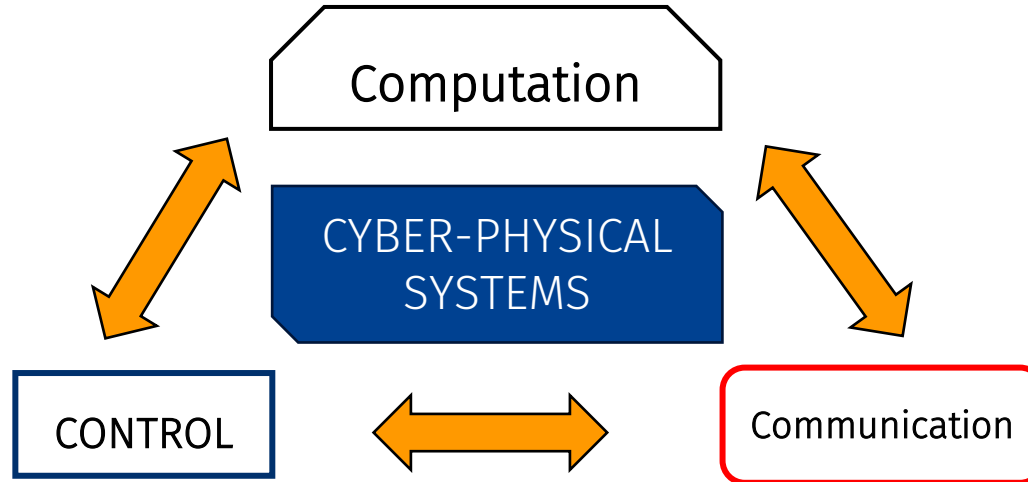 Computation
CYBER-PHYSICAL
SYSTEMS
CONTROL
Communication